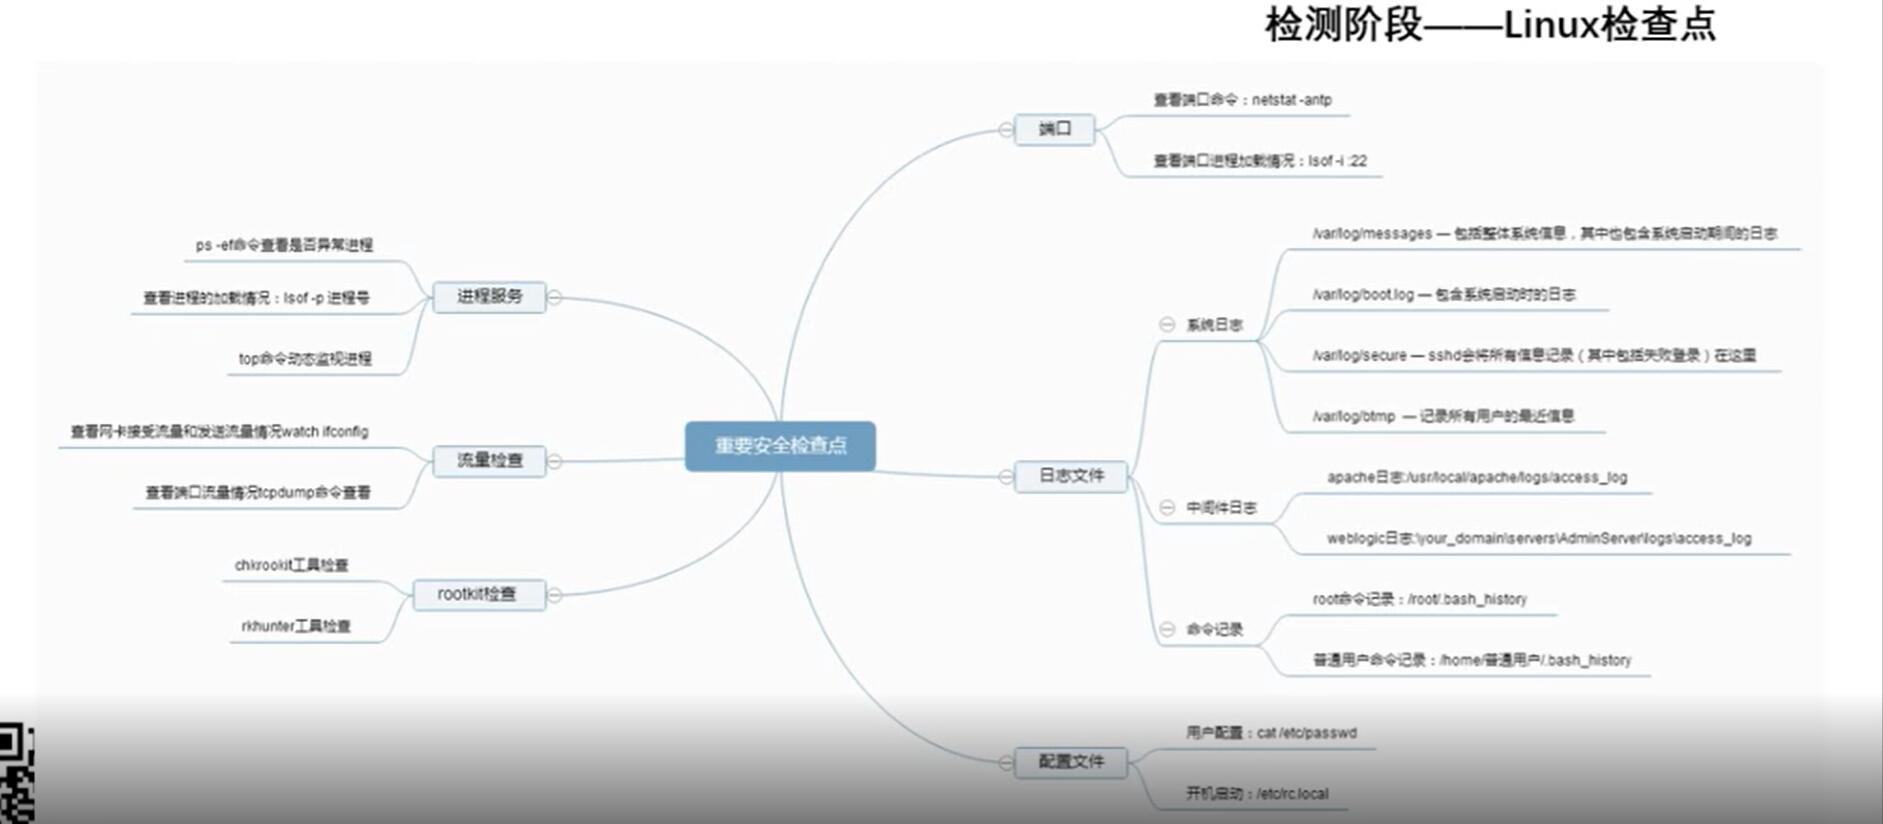 检测阶段——Linux检查点
重要安全检查点
端口
查看端口命令：netstat -antp
查看端口进程加载情况：lsof -i :22
日志文件
系统日志
/var/log/messages — 包括整体系统信息，其中也包含系统启动期间的日志
/var/log/boot.log — 包含系统启动时的日志
/var/log/secure — sshd会将所有信息记录（其中包括失败登录）在这里
/var/log/btmp — 记录所有用户的最近信息
中间件日志
apache日志:/usr/local/apache/logs/access_log
weblogic日志:\your_domain\servers\AdminServer\logs\access_log
命令记录
root命令记录：/root/.bash_history
普通用户命令记录：/home/普通用户/.bash_history
配置文件
用户配置：cat /etc/passwd
开机启动：/etc/rc.local
进程服务
ps -ef命令查看是否异常进程
查看进程的加载情况：lsof -p 进程号
top命令动态监视进程
流量检查
查看网卡接受流量和发送流量情况watch ifconfig
查看端口流量情况tcpdump命令查看
rootkit检查
chkrookit工具检查
rkhunter工具检查